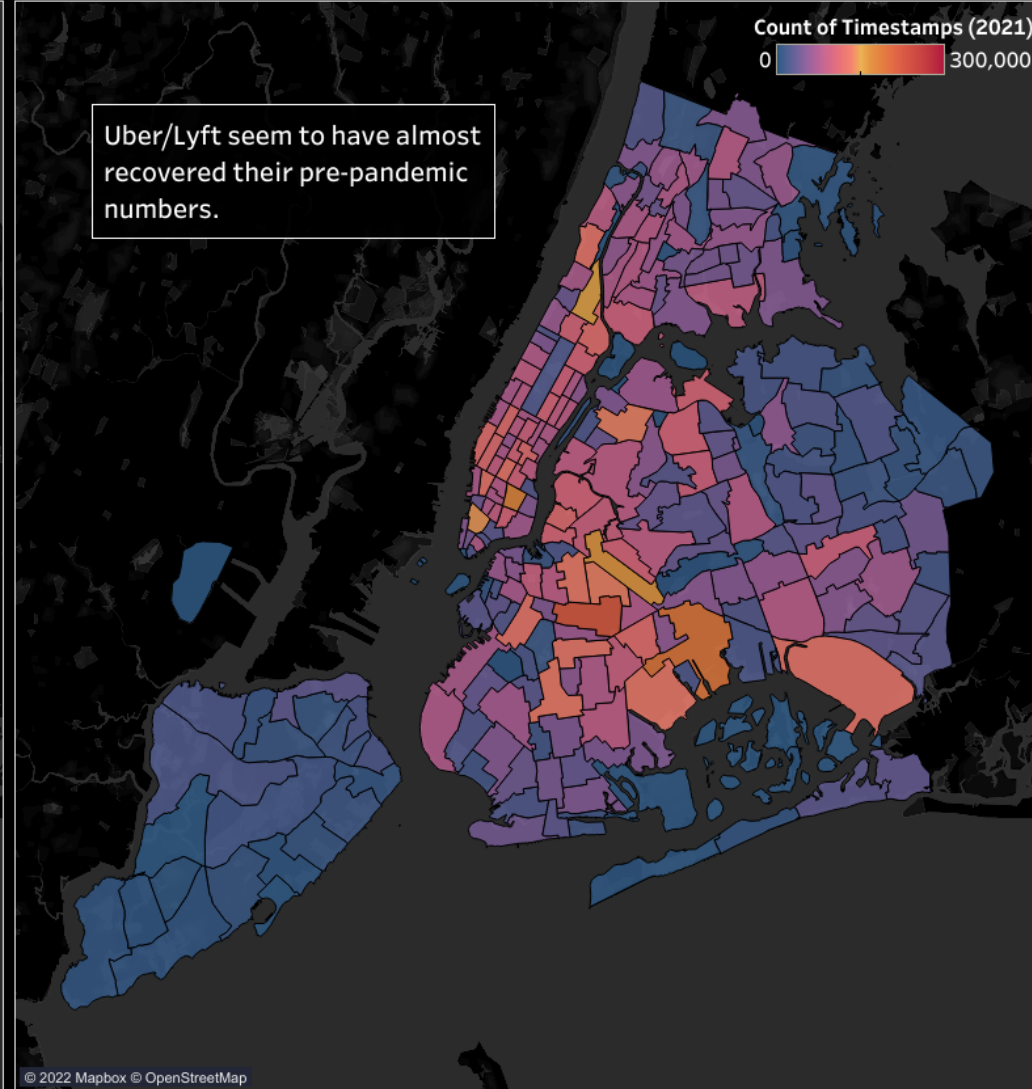 Count of Timestamps (2021)
0 300,000
Uber/Lyft seem to have almost
recovered their pre-pandemic
numbers.
© 2022 Mapbox © OpenStreetMap